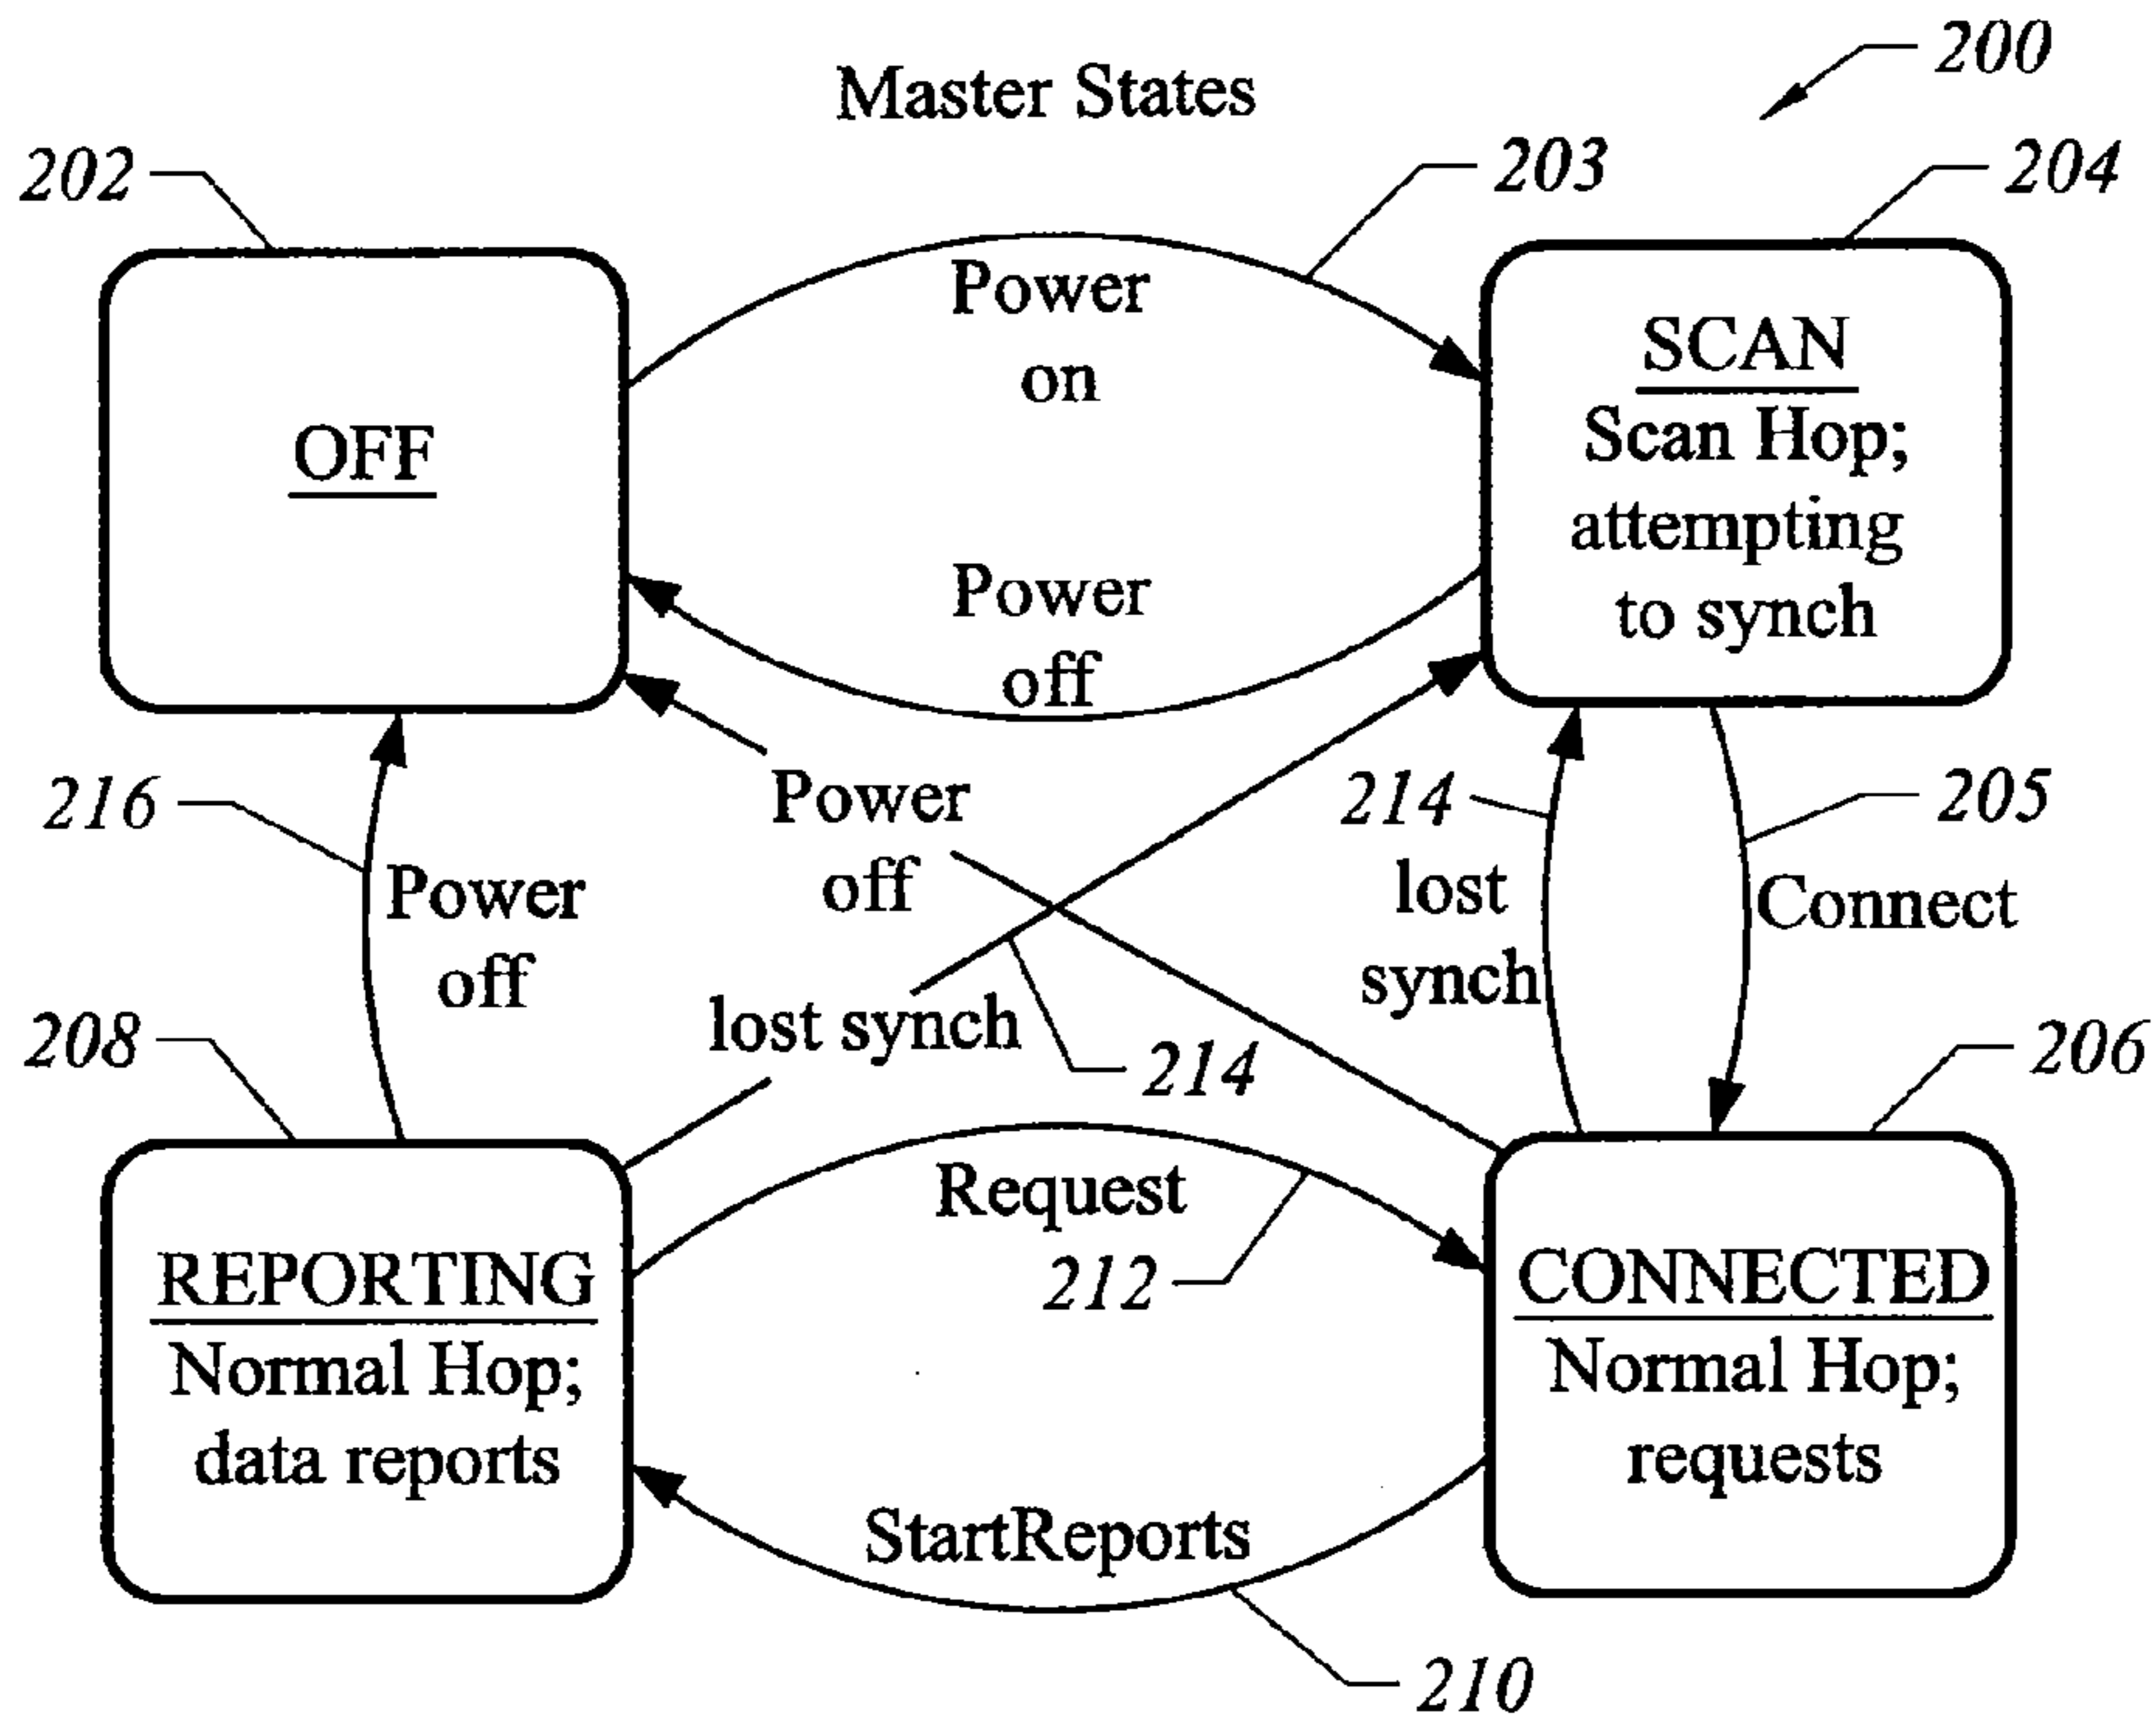 Master States
200
202
203
204
Power
on
OFF
SCAN
Scan Hop;
attempting
to synch
Power
off
216
Power
off
Power
off
214
lost
synch
205
Connect
lost synch
214
208
206
Request
212
REPORTING
Normal Hop;
data reports
CONNECTED
Normal Hop;
requests
StartReports
210